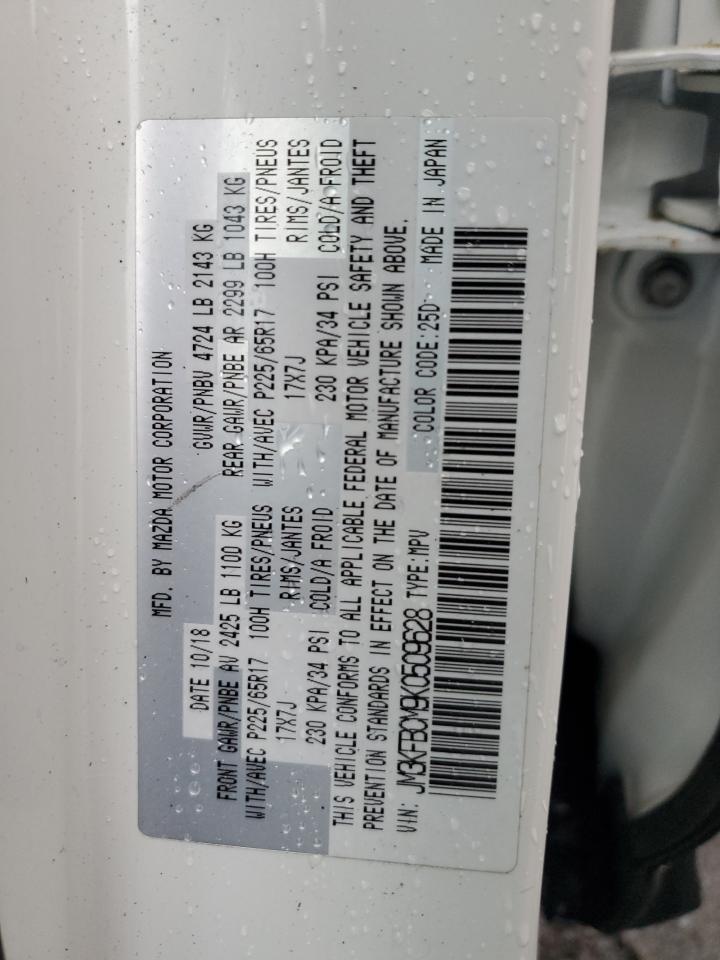 MFD. BY MAZDA MOTOR CORPORATION
DATE 10/18 GVWR/PNBV 4724 LB 2143 KG
FRONT GAWR/PNBE AV 2425 LB 1100 KG REAR GAWR/PNBE AR 2299 LB 1043 KG
WITH/AVEC P225/65R17 100H TIRES/PNEUS WITH/AVEC P225/65R17 100H TIRES/PNEUS
17X7J RIMS/JANTES 17X7J RIMS/JANTES
230 KPA/34 PSI COLD/A FROID 230 KPA/34 PSI COLD/A FROID
THIS VEHICLE CONFORMS TO ALL APPLICABLE FEDERAL MOTOR VEHICLE SAFETY AND THEFT
PREVENTION STANDARDS IN EFFECT ON THE DATE OF MANUFACTURE SHOWN ABOVE.
VIN: JM3KFBCM9K0509628 TYPE:MPV COLOR CODE:25D MADE IN JAPAN